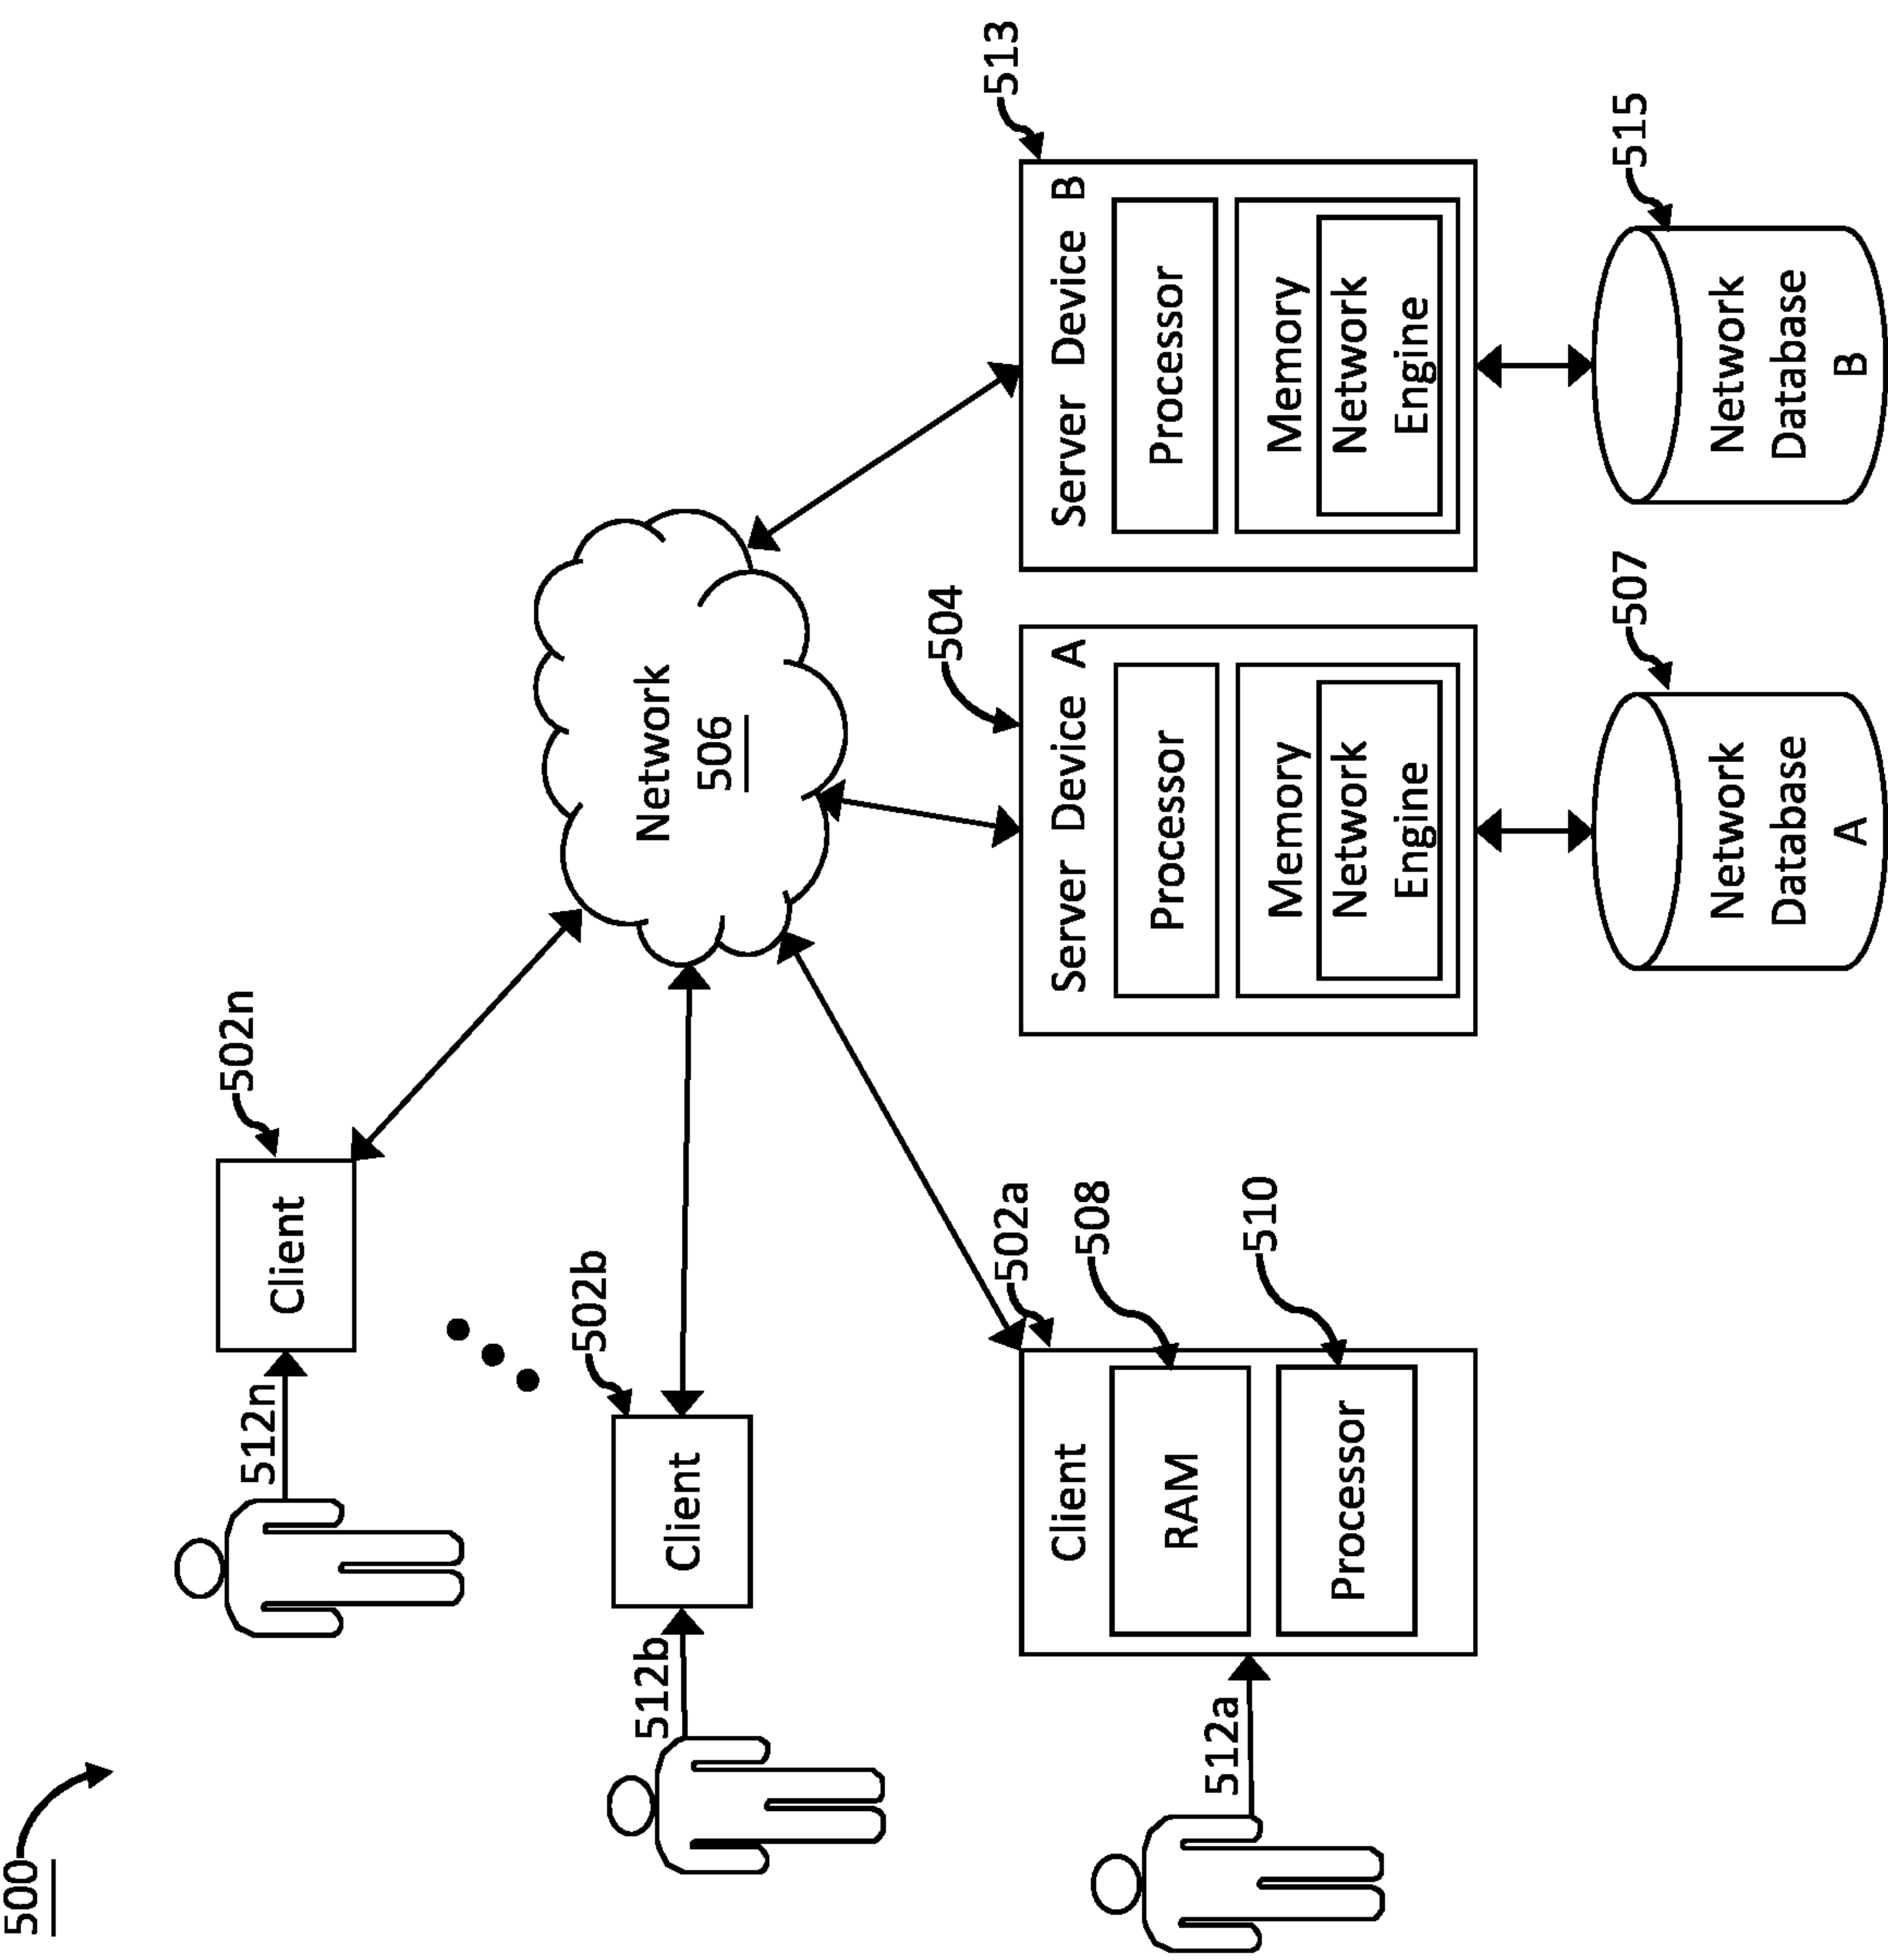 500
512n
Client
502n
512b
Client
502b
Network
506
512a
Client
RAM
Processor
502a
508
510
Server Device A
Processor
Memory
Network
Engine
504
Server Device B
Processor
Memory
Network
Engine
513
Network
Database
A
507
Network
Database
B
515